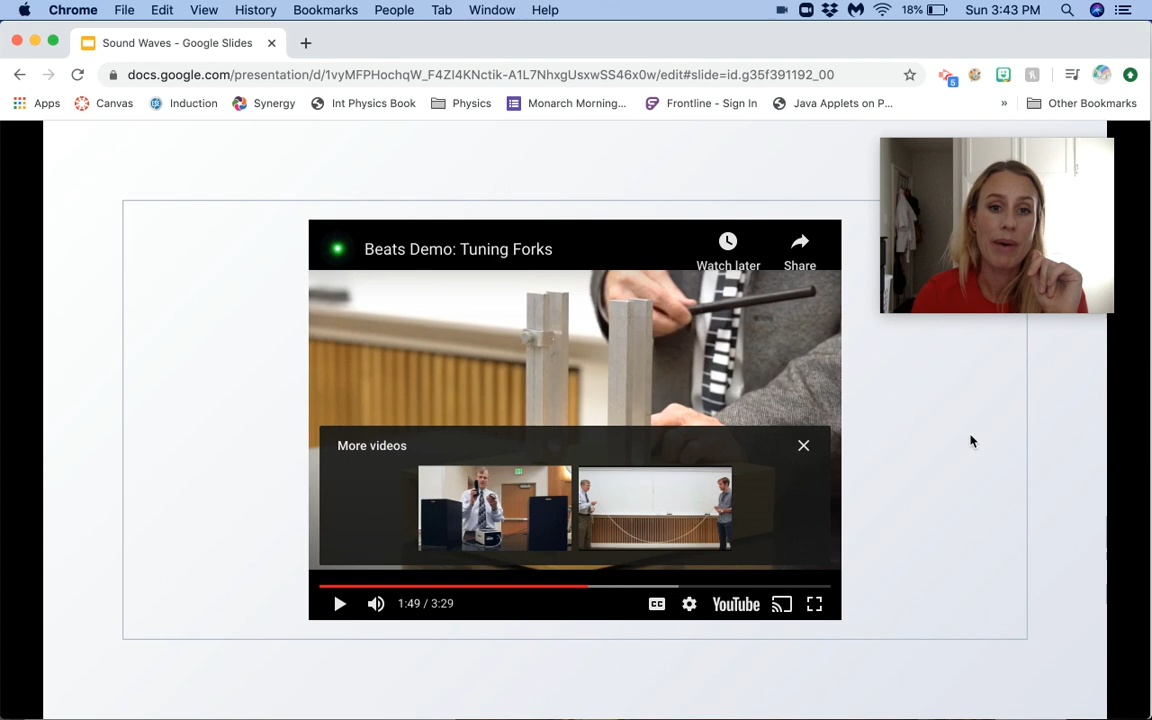 Chrome File Edit View History Bookmarks People Tab Window Help 18% Sun 3:43 PM
Sound Waves - Google Slides
docs.google.com/presentation/d/1vyMFPHochqW_F4ZI4KNctik-A1L7NhxgUsxwSS46x0w/edit#slide=id.g35f391192_00
5
Apps Canvas Induction Synergy Int Physics Book Physics Monarch Morning... Frontline - Sign In Java Applets on P... » Other Bookmarks
Beats Demo: Tuning Forks
Watch later Share
More videos
1:49 / 3:29 CC YouTube